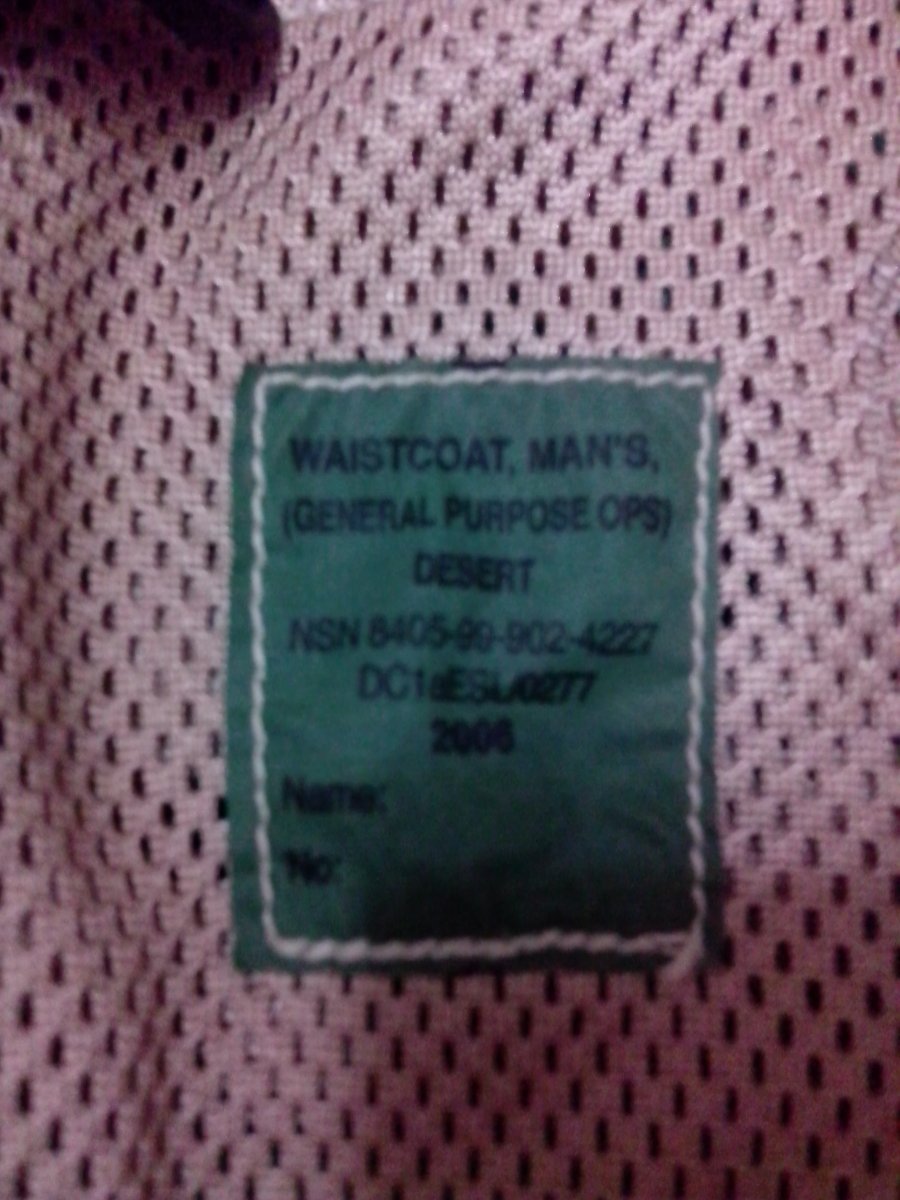 WAISTCOAT, MAN'S,
(GENERAL PURPOSE OPS)
DESERT
NSN 8405-99-902-4227
2006
Name:
No: